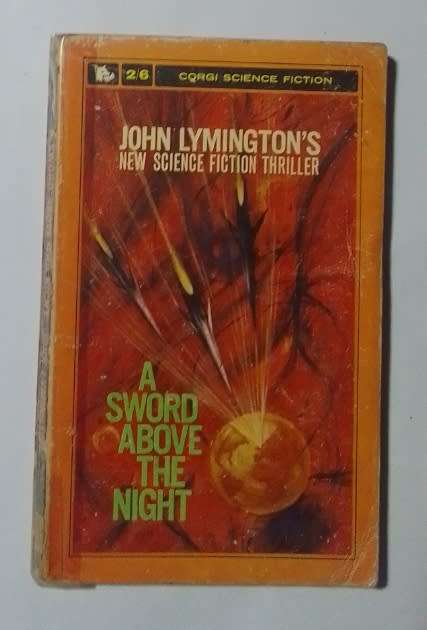 2/6 CORGI SCIENCE FICTION
JOHN LYMINGTON'S
NEW SCIENCE FICTION THRILLER
A
SWORD
ABOVE
THE
NIGHT